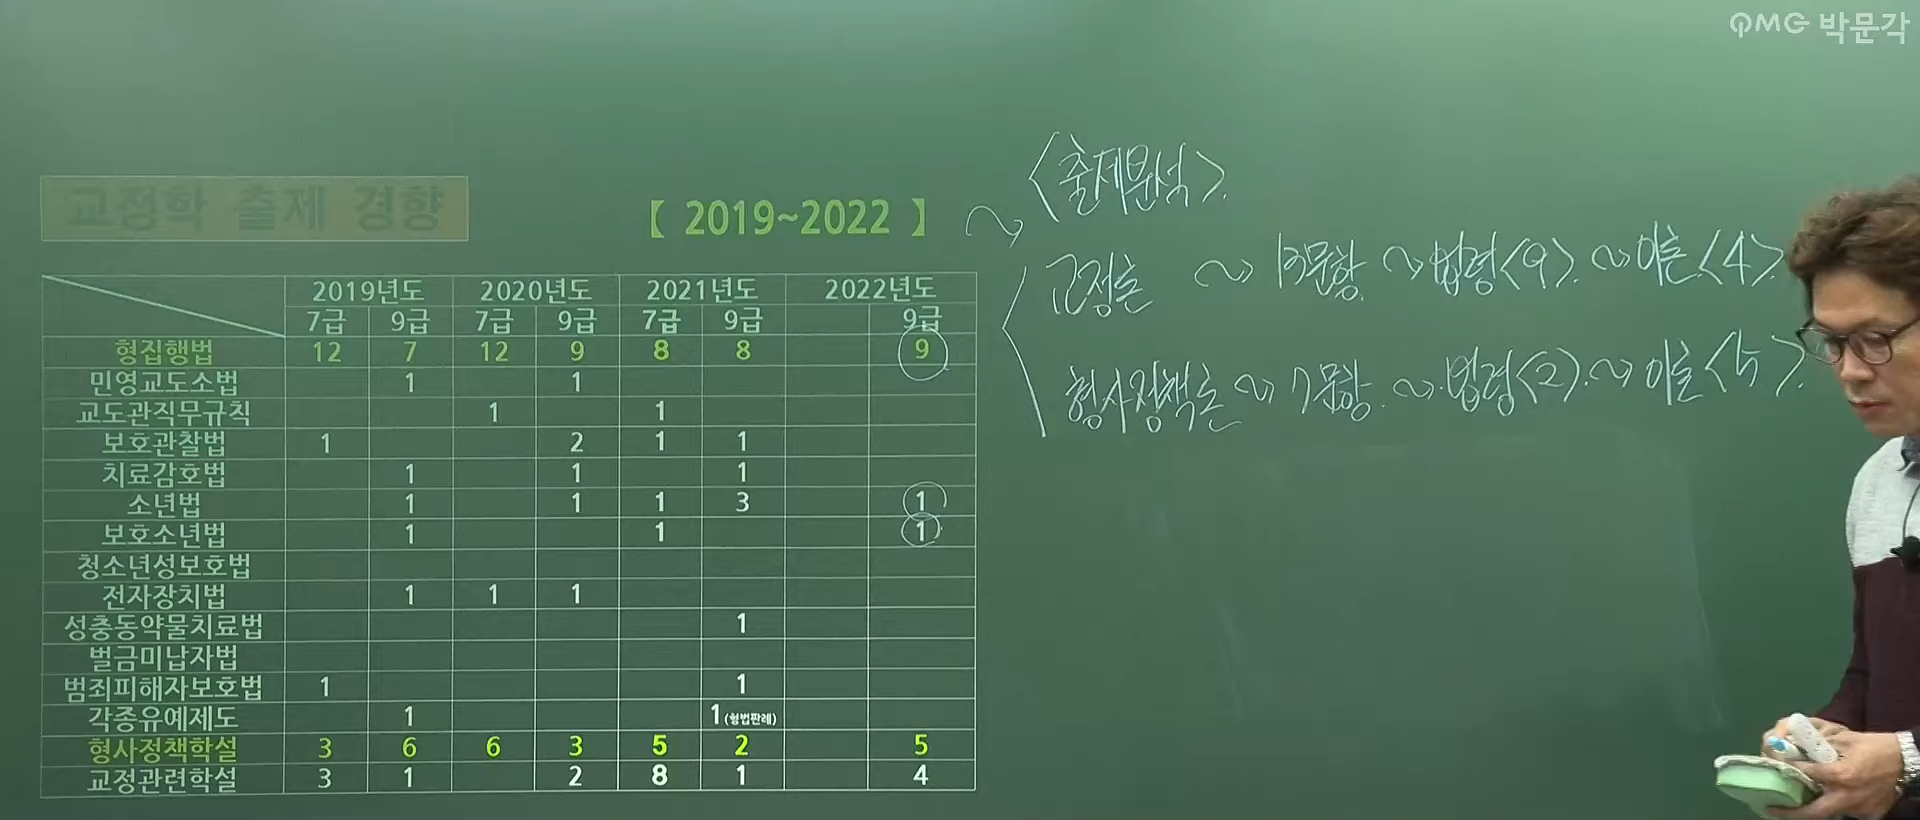 PMG 박문각
교정학 출제 경향
【 2019~2022 】
2019년도 2020년도 2021년도 2022년도
7급 9급 7급 9급 7급 9급 9급
형집행법 12 7 12 9 8 8 9
민영교도소법 1 1
교도관직무규칙 1 1
보호관찰법 1 2 1 1
치료감호법 1 1 1
소년법 1 1 1 3 1
보호소년법 1 1 1
청소년성보호법
전자장치법 1 1 1
성충동약물치료법 1
벌금미납자법
범죄피해자보호법 1 1
각종유예제도 1 1(형법판례)
형사정책학설 3 6 6 3 5 2 5
교정관련학설 3 1 2 8 1 4
<출제분석>
교정학 ~ 13문항 ~ 법령<9>. ~ 이론<4>.
형사정책론 ~ 7문항. ~ 법령<2>. ~ 이론<5>.